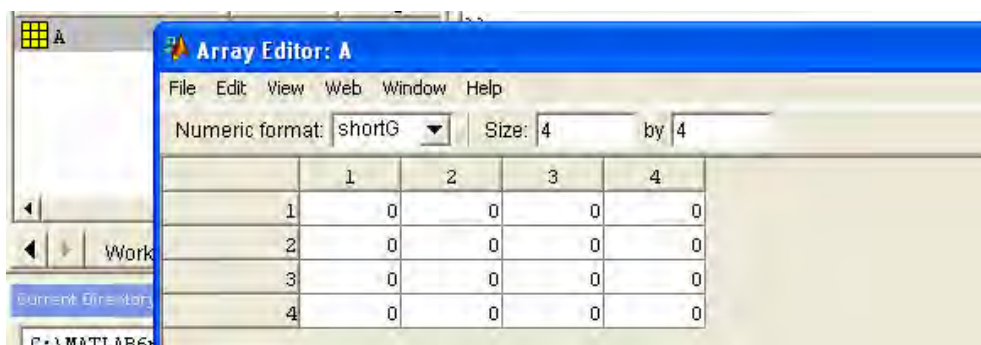 A
Array Editor: A
File Edit View Web Window Help
Numeric format: shortG Size: 4 by 4
1 2 3 4
1 0 0 0 0
2 0 0 0 0
3 0 0 0 0
4 0 0 0 0
Work
Current Directory